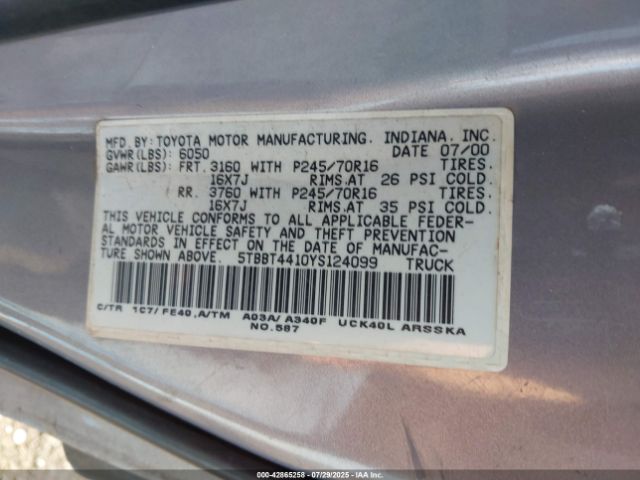 MFD.BY:TOYOTA MOTOR MANUFACTURING. INDIANA. INC.
GVWR(LBS): 6050 DATE 07/00
GAWR(LBS): FRT.3160 WITH P245/70R16 TIRES.
16X7J RIMS.AT 26 PSI COLD.
RR. 3760 WITH P245/70R16 TIRES.
16X7J RIMS.AT 35 PSI COLD.
THIS VEHICLE CONFORMS TO ALL APPLICABLE FEDER-
AL MOTOR VEHICLE SAFETY AND THEFT PREVENTION
STANDARDS IN EFFECT ON THE DATE OF MANUFAC-
TURE SHOWN ABOVE. 5TBBT4410YS124099 TRUCK
C/TR 1C7/FE40,A/TM A03A/A340F UCK40L ARSSKA
NO.587
000-42865258 | 07/29/2025 | IAAI.COM